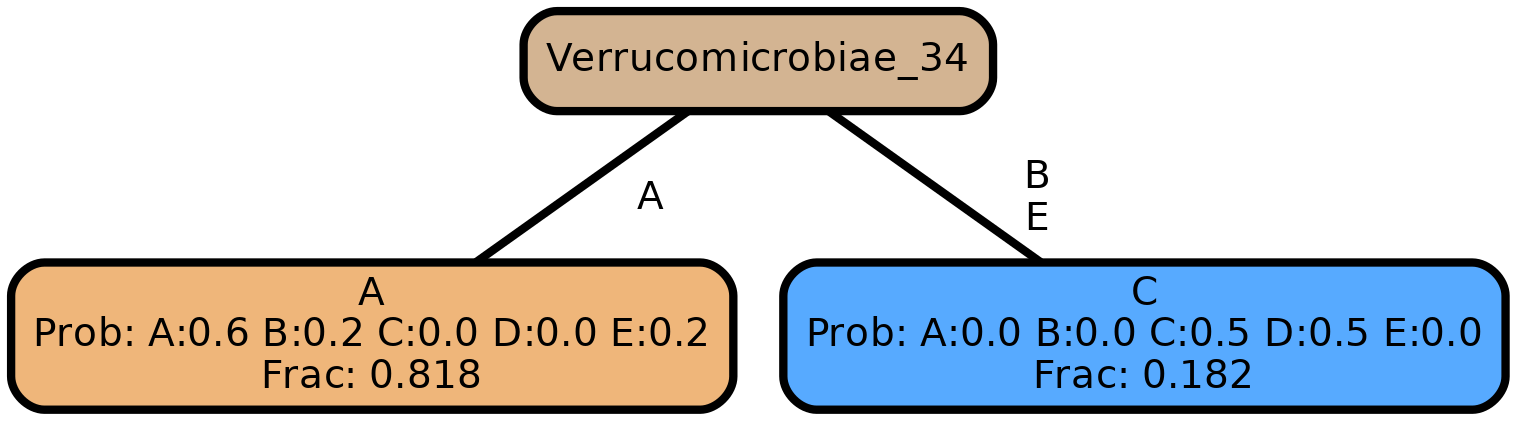 Verrucomicrobiae_34
A
B
E
A
Prob: A:0.6 B:0.2 C:0.0 D:0.0 E:0.2
Frac: 0.818
C
Prob: A:0.0 B:0.0 C:0.5 D:0.5 E:0.0
Frac: 0.182